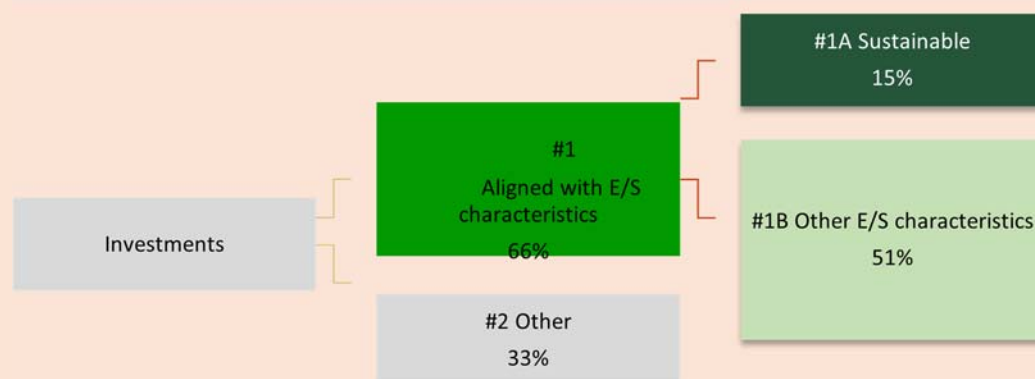 Investments
#1
Aligned with E/S
characteristics
66%
#2 Other
33%
#1A Sustainable
15%
#1B Other E/S characteristics
51%